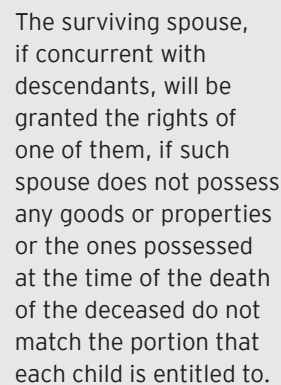 The surviving spouse,
if concurrent with
descendants, will be
granted the rights of
one of them, if such
spouse does not possess
any goods or properties
or the ones possessed
at the time of the death
of the deceased do not
match the portion that
each child is entitled to.